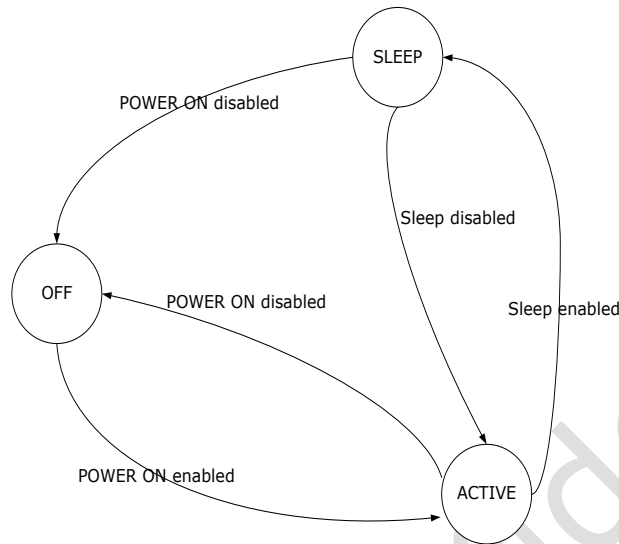 SLEEP
POWER ON disabled
Sleep disabled
OFF
POWER ON disabled
Sleep enabled
POWER ON enabled
ACTIVE